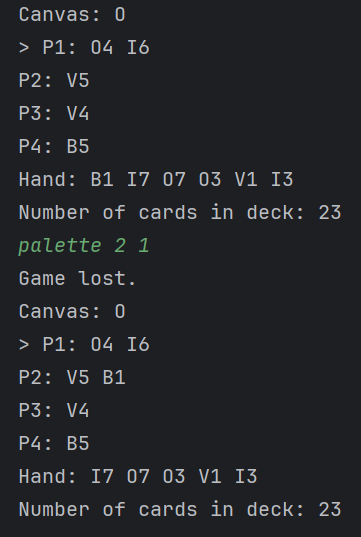 Canvas: O
> P1: O4 I6
P2: V5
P3: V4
P4: B5
Hand: B1 I7 O7 O3 V1 I3
Number of cards in deck: 23
palette 2 1
Game lost.
Canvas: O
> P1: O4 I6
P2: V5 B1
P3: V4
P4: B5
Hand: I7 O7 O3 V1 I3
Number of cards in deck: 23